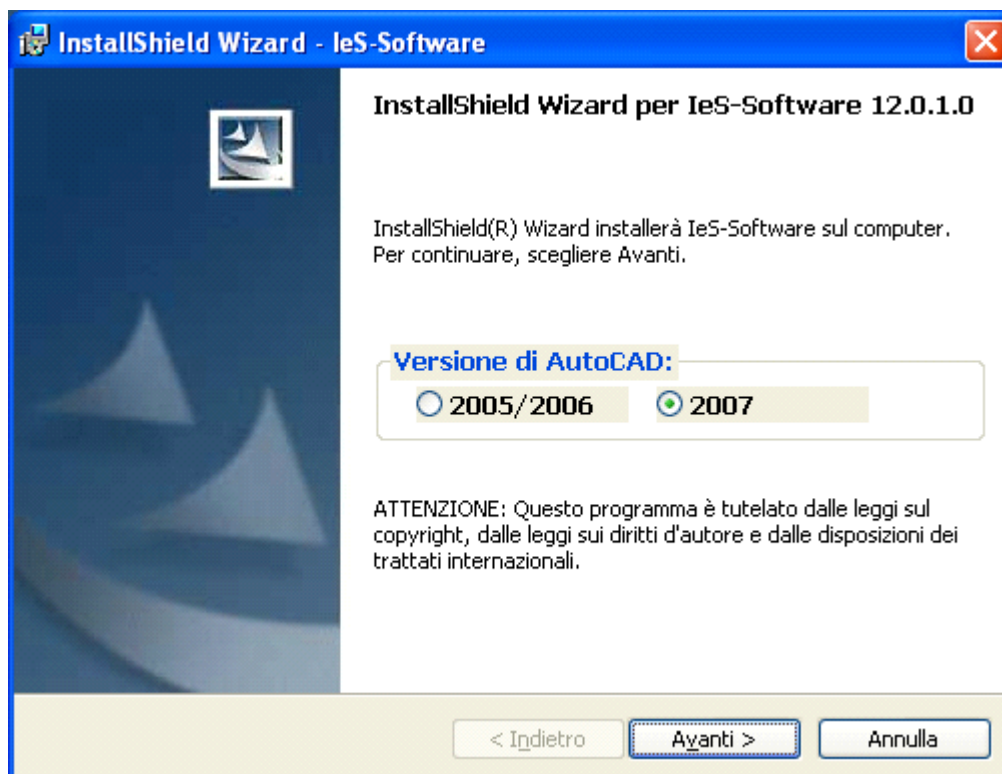 InstallShield Wizard - IeS-Software
InstallShield Wizard per IeS-Software 12.0.1.0
InstallShield(R) Wizard installerà IeS-Software sul computer.
Per continuare, scegliere Avanti.
Versione di AutoCAD:
2005/2006 2007
ATTENZIONE: Questo programma è tutelato dalle leggi sul
copyright, dalle leggi sui diritti d'autore e dalle disposizioni dei
trattati internazionali.
< Indietro Avanti > Annulla